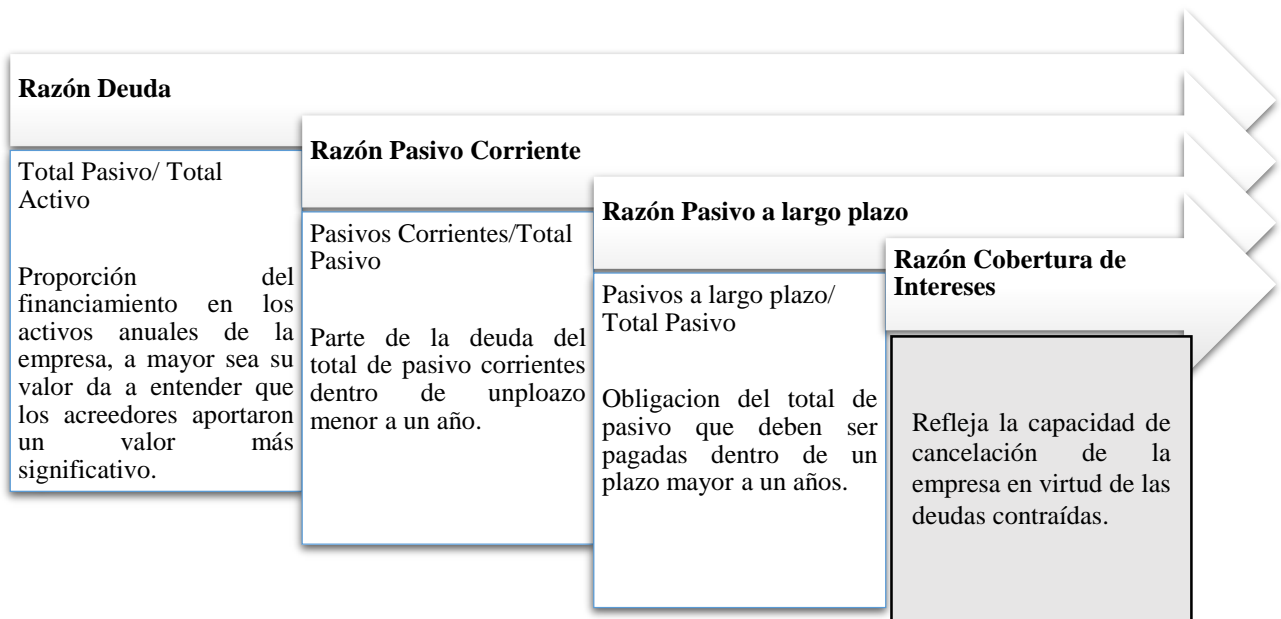 Razón Deuda
Total Pasivo/ Total
Activo
Proporción del
financiamiento en los
activos anuales de la
empresa, a mayor sea su
valor da a entender que
los acreedores aportaron
un valor más
significativo.
Razón Pasivo Corriente
Pasivos Corrientes/Total
Pasivo
Parte de la deuda del
total de pasivo corrientes
dentro de unploazo
menor a un año.
Razón Pasivo a largo plazo
Pasivos a largo plazo/
Total Pasivo
Obligacion del total de
pasivo que deben ser
pagadas dentro de un
plazo mayor a un años.
Razón Cobertura de
Intereses
Refleja la capacidad de
cancelación de la
empresa en virtud de las
deudas contraídas.